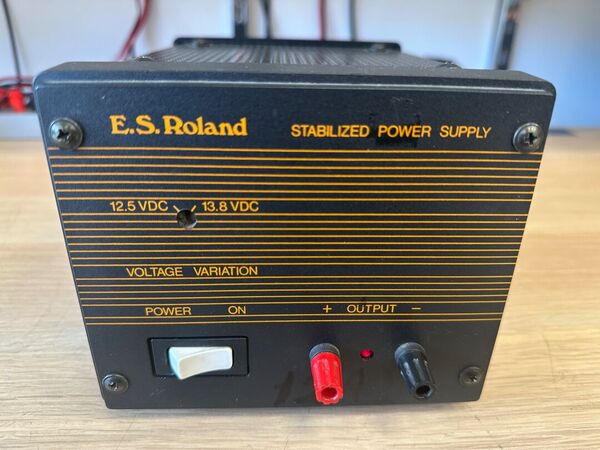 E.S. Roland STABILIZED POWER SUPPLY
12.5 VDC 13.8 VDC
VOLTAGE VARIATION
POWER ON + OUTPUT −